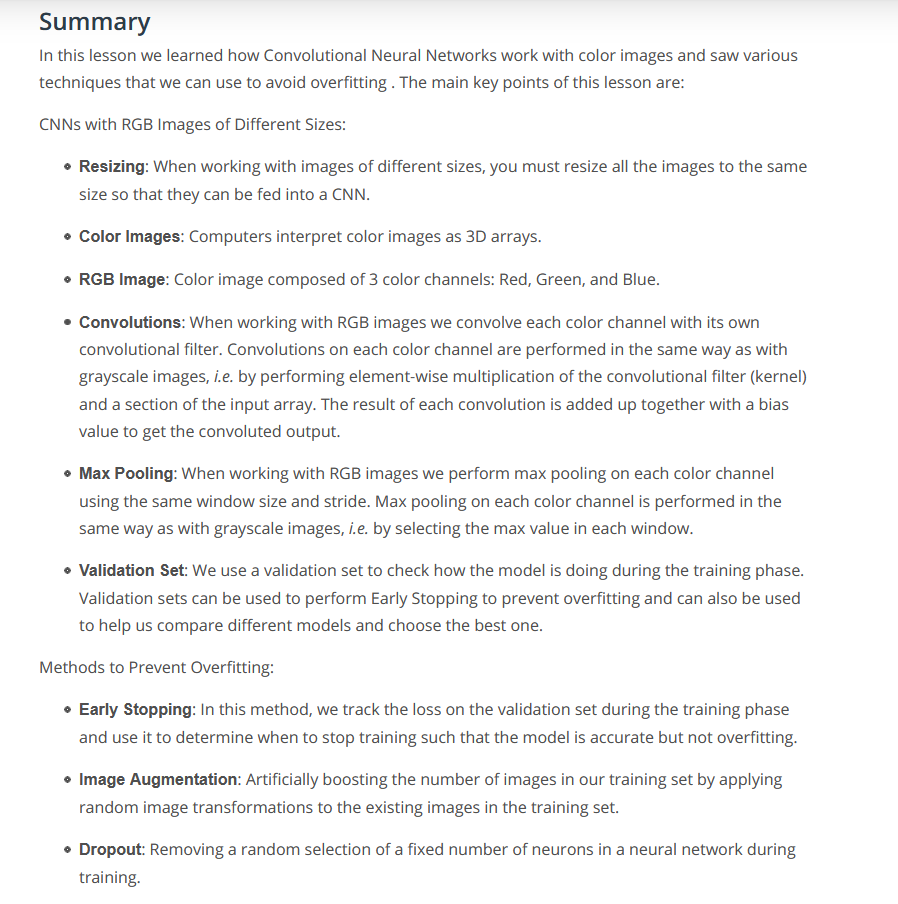 Summary
In this lesson we learned how Convolutional Neural Networks work with color images and saw various
techniques that we can use to avoid overfitting . The main key points of this lesson are:
CNNs with RGB Images of Different Sizes:
Resizing: When working with images of different sizes, you must resize all the images to the same
size so that they can be fed into a CNN.
Color Images: Computers interpret color images as 3D arrays.
RGB Image: Color image composed of 3 color channels: Red, Green, and Blue.
Convolutions: When working with RGB images we convolve each color channel with its own
convolutional filter. Convolutions on each color channel are performed in the same way as with
grayscale images, i.e. by performing element-wise multiplication of the convolutional filter (kernel)
and a section of the input array. The result of each convolution is added up together with a bias
value to get the convoluted output.
Max Pooling: When working with RGB images we perform max pooling on each color channel
using the same window size and stride. Max pooling on each color channel is performed in the
same way as with grayscale images, i.e. by selecting the max value in each window.
Validation Set: We use a validation set to check how the model is doing during the training phase.
Validation sets can be used to perform Early Stopping to prevent overfitting and can also be used
to help us compare different models and choose the best one.
Methods to Prevent Overfitting:
Early Stopping: In this method, we track the loss on the validation set during the training phase
and use it to determine when to stop training such that the model is accurate but not overfitting.
Image Augmentation: Artificially boosting the number of images in our training set by applying
random image transformations to the existing images in the training set.
Dropout: Removing a random selection of a fixed number of neurons in a neural network during
training.